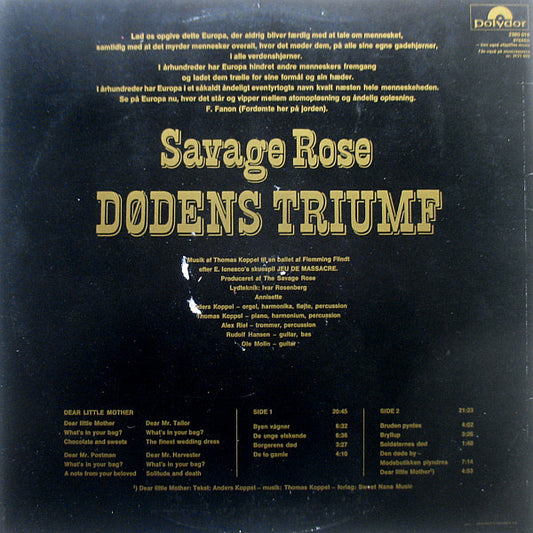 Lad os opgive dette Europa, der aldrig bliver færdig med at tale om mennesket,
samtidig med at det myrder mennesker overalt, hvor det møder dem, på alle sine egne gadehjørner,
i alle verdenshjørner.
I århundreder har Europa hindret andre menneskers fremgang
og ladet dem trælle for sine formål og sin hæder.
I århundreder har Europa i et såkaldt åndeligt eventyrlogts navn kvalt næsten hele menneskeheden.
Se på Europa nu, hvor det står og vipper mellem atomopløsning og åndelig opløsning.
F. Fanon (Fordømte her på jorden).
polydor
STEREO
Savage Rose
DØDENS TRIUMF
Musik af Thomas Koppel til en ballet af Flemming Flindt
efter E. Ionesco's skuespil JEU DE MASSACRE.
Produceret af The Savage Rose
Lydteknik: Ivar Rosenberg
Annisette
Anders Koppel – orgel, harmonika, fløjte, percussion
Thomas Koppel – piano, harmonium, percussion
Alex Riel – trommer, percussion
Rudolf Hansen – guitar, bas
Ole Molin – guitar
DEAR LITTLE MOTHER
Dear little Mother
What's in your bag?
Chocolate and sweets
Dear Mr. Postman
What's in your bag?
A note from your beloved
Dear Mr. Tailor
What's in your bag?
The finest wedding dress
Dear Mr. Harvester
What's in your bag?
Solitude and death
SIDE 1 20:45
Byen vågner 6:32
De unge elskende 6:36
Borgerens død 3:27
De to gamle 4:10
SIDE 2 21:23
Bruden pyntes 4:02
Bryllup 3:26
Soldaternes død 1:48
Den døde by –
Modebutikken plyndres 7:14
Dear little Mother¹) 4:53
¹) Dear little Mother: Tekst: Anders Koppel – musik: Thomas Koppel – forlag: Sweet Nana Music